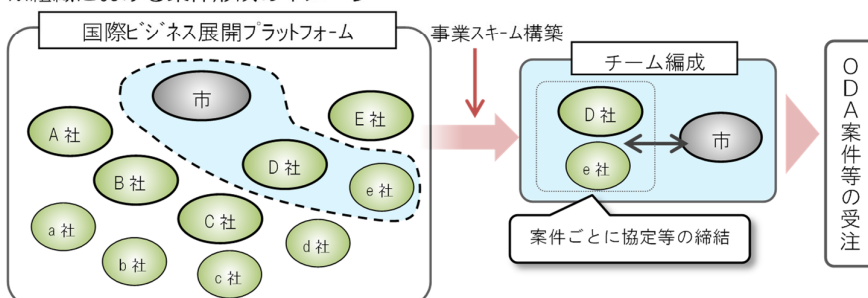 国際ビジネス展開プラットフォーム
市
A社
B社
C社
D社
E社
e社
a社
b社
c社
d社
事業スキーム構築
チーム編成
D社
e社
市
案件ごとに協定等の締結
ODA案件等の受注